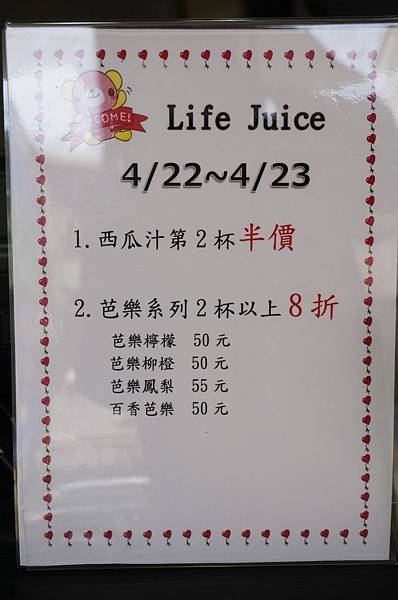 COME!
Life Juice
4/22~4/23
1.西瓜汁第2杯半價
2.芭樂系列2杯以上8折
芭樂檸檬 50元
芭樂柳橙 50元
芭樂鳳梨 55元
百香芭樂 50元